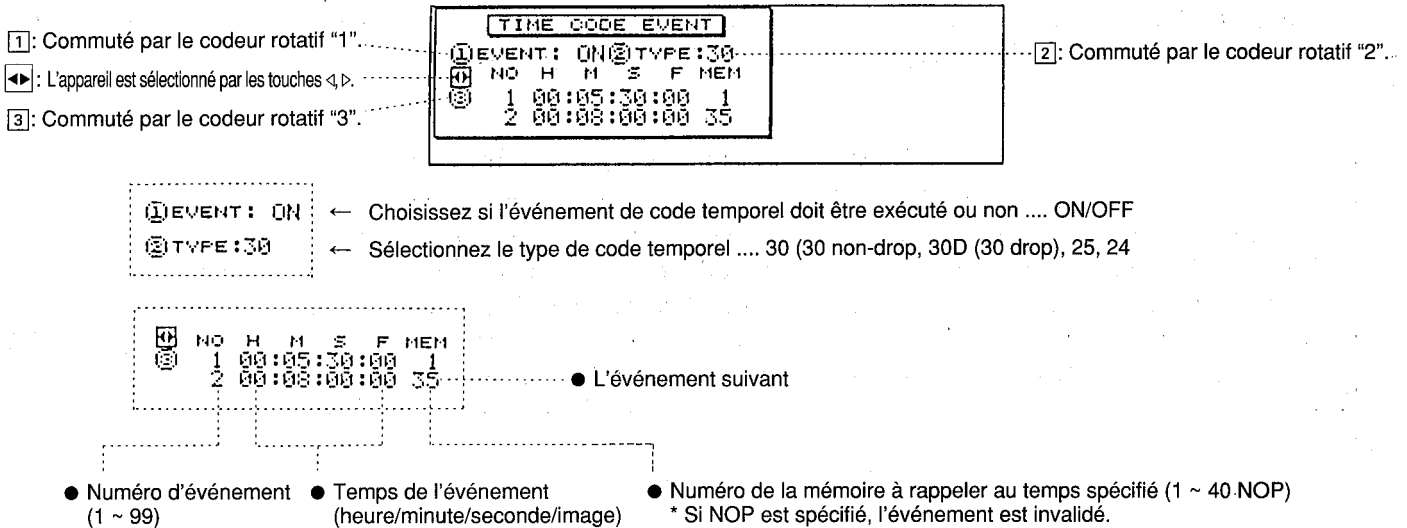 TIME CODE EVENT
1: Commuté par le codeur rotatif “1”.
①EVENT: ON②TYPE:30
2: Commuté par le codeur rotatif “2”.
◀▶: L'appareil est sélectionné par les touches ◁, ▷.
◀▶ NO H M S F MEM
3: Commuté par le codeur rotatif “3”.
③ 1 00:05:30:00 1
2 00:08:00:00 35
①EVENT: ON ← Choisissez si l'événement de code temporel doit être exécuté ou non .... ON/OFF
②TYPE:30 ← Sélectionnez le type de code temporel .... 30 (30 non-drop, 30D (30 drop), 25, 24
◀▶ NO H M S F MEM
③ 1 00:05:30:00 1
2 00:08:00:00 35
● L'événement suivant
● Numéro d'événement
(1 ~ 99)
● Temps de l'événement
(heure/minute/seconde/image)
● Numéro de la mémoire à rappeler au temps spécifié (1 ~ 40 NOP)
* Si NOP est spécifié, l'événement est invalidé.